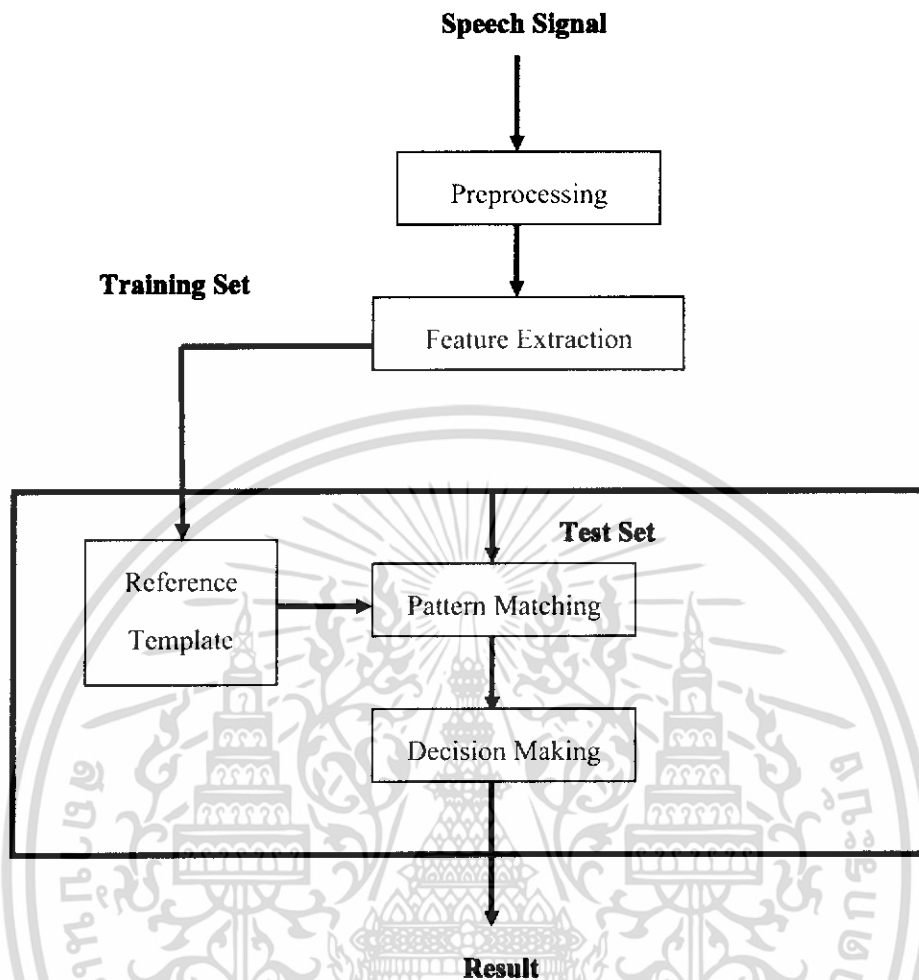 Speech Signal
Preprocessing
Training Set
Feature Extraction
Test Set
Reference
Template
Pattern Matching
Decision Making
Result